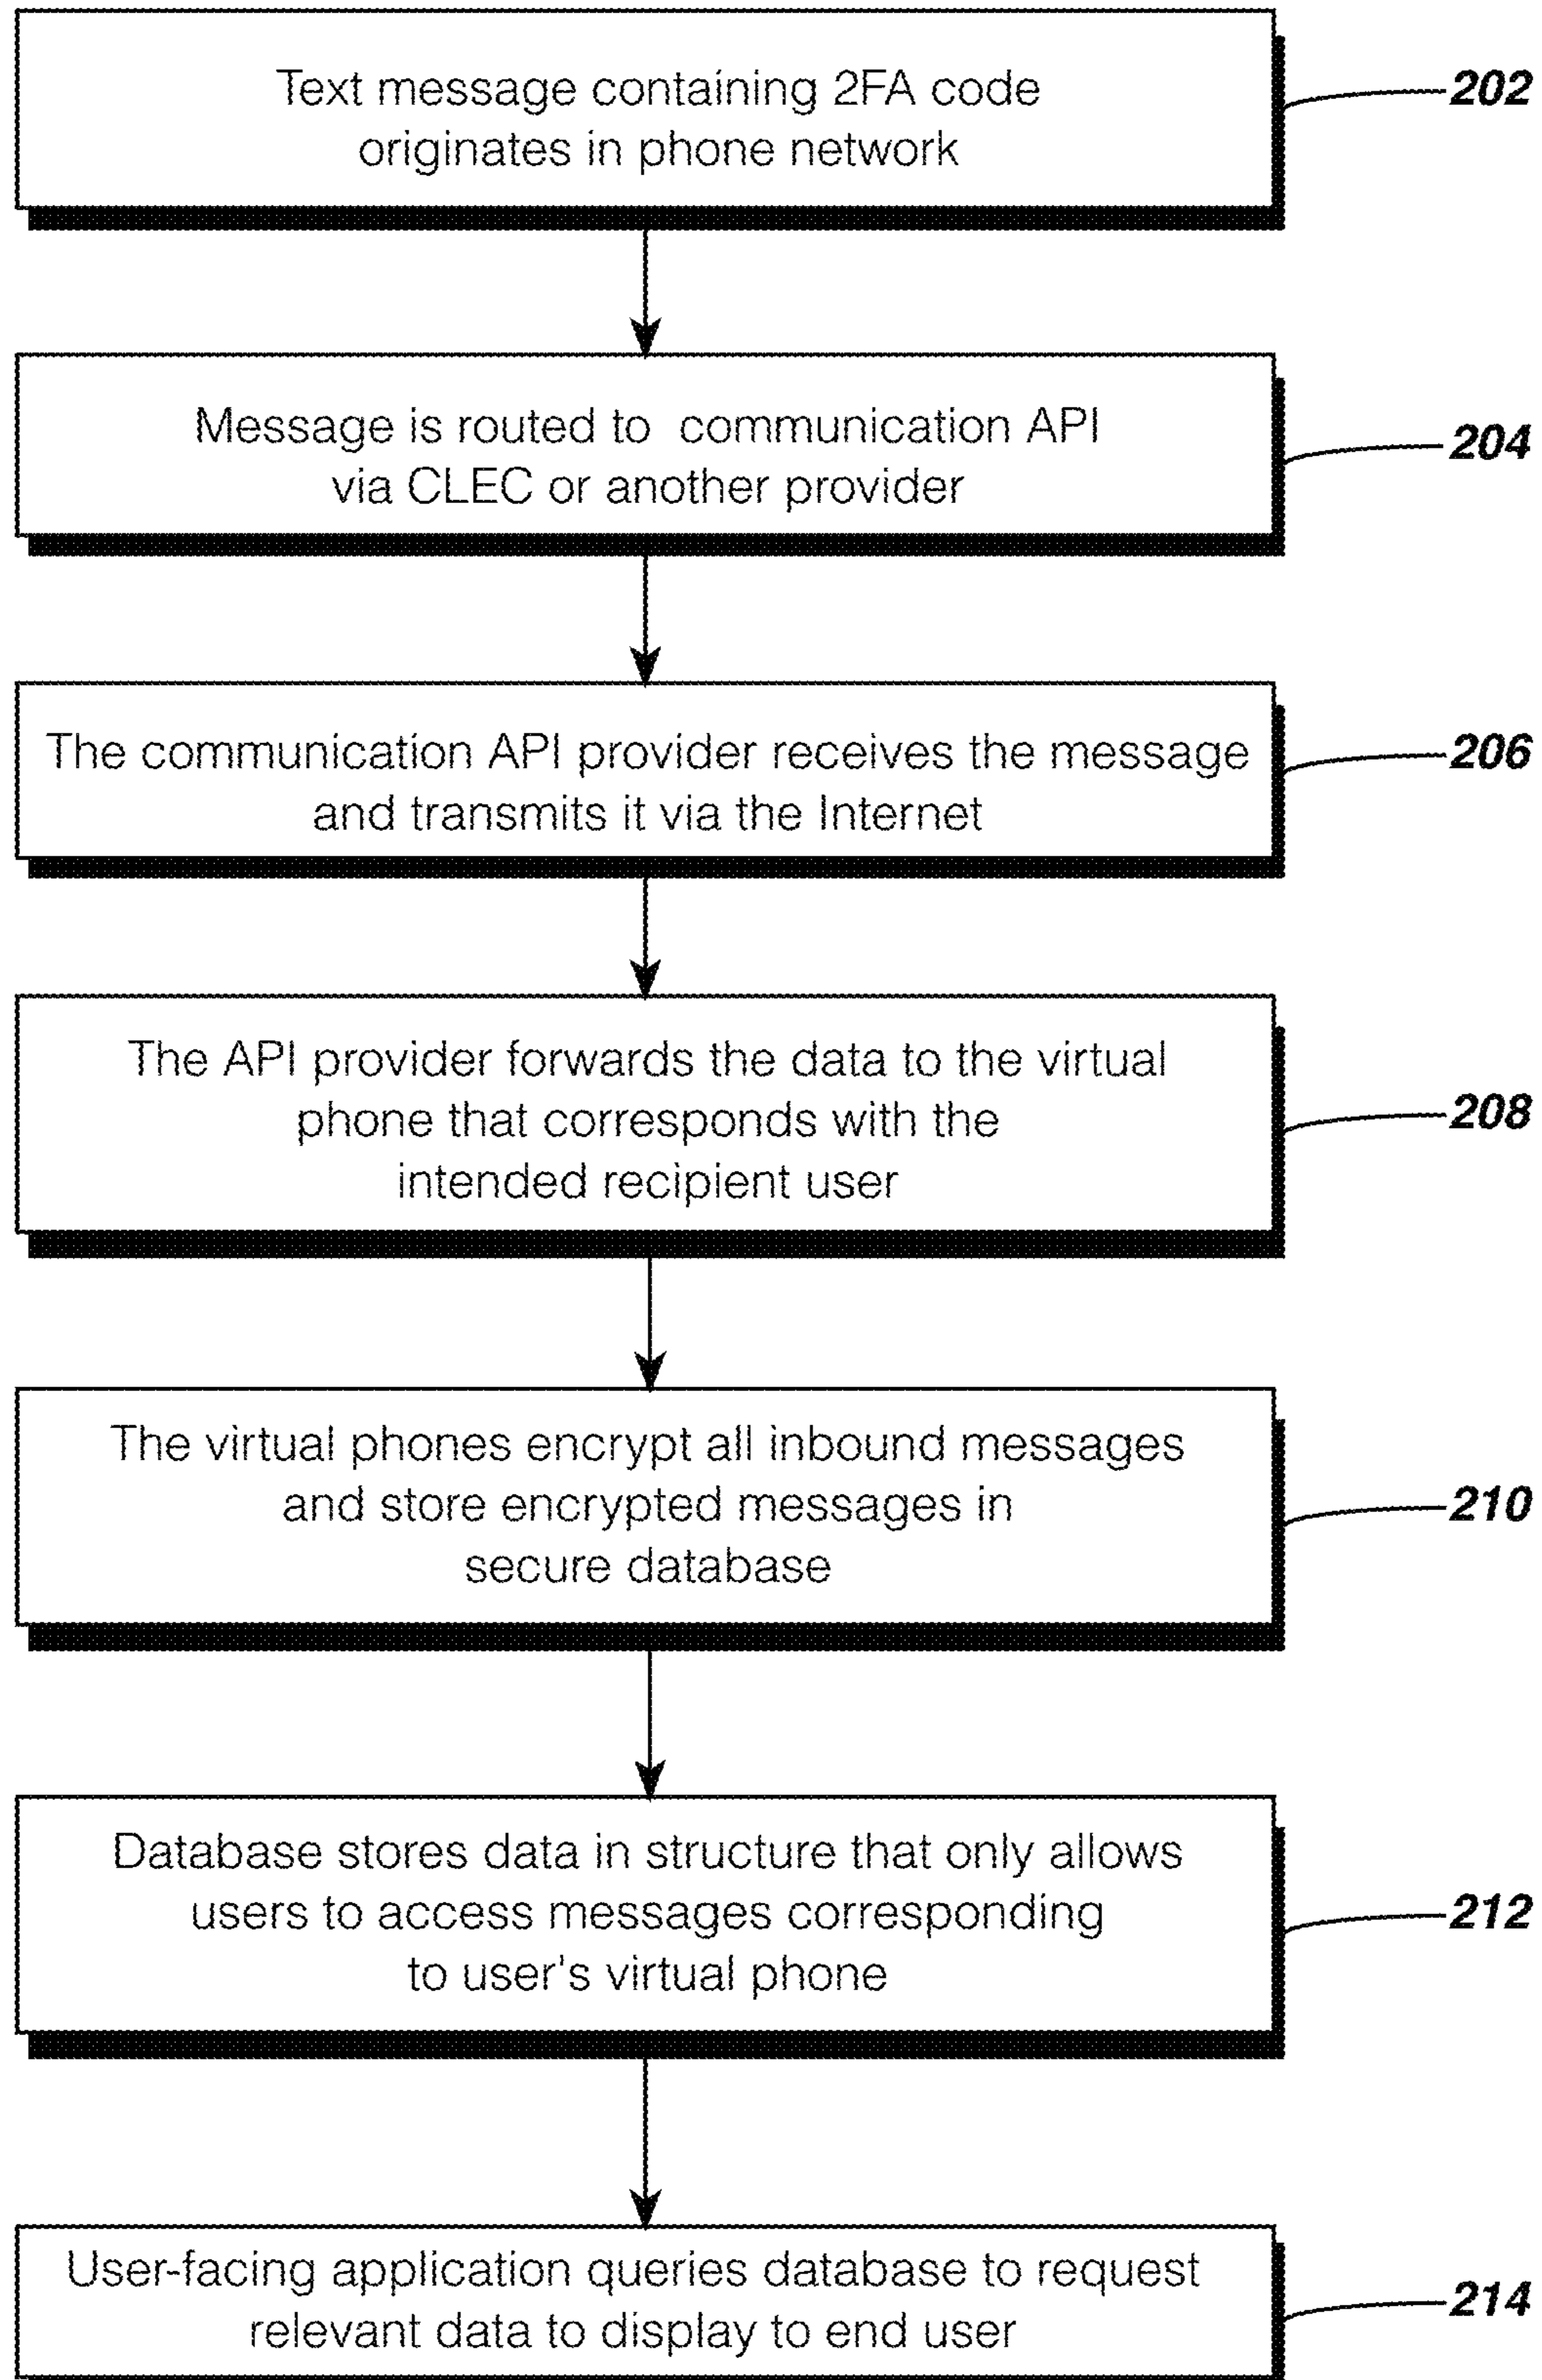 Text message containing 2FA code
originates in phone network
202
Message is routed to communication API
via CLEC or another provider
204
The communication API provider receives the message
and transmits it via the Internet
206
The API provider forwards the data to the virtual
phone that corresponds with the
intended recipient user
208
The virtual phones encrypt all inbound messages
and store encrypted messages in
secure database
210
Database stores data in structure that only allows
users to access messages corresponding
to user's virtual phone
212
User-facing application queries database to request
relevant data to display to end user
214